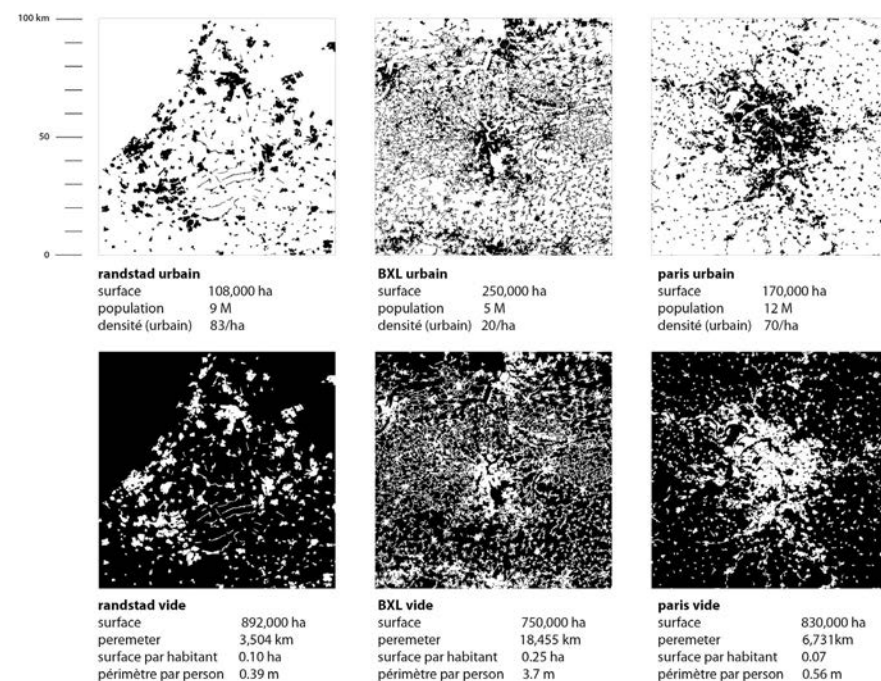 100 km
50
0
randstad urbain
surface 108,000 ha
population 9 M
densité (urbain) 83/ha
BXL urbain
surface 250,000 ha
population 5 M
densité (urbain) 20/ha
paris urbain
surface 170,000 ha
population 12 M
densité (urbain) 70/ha
randstad vide
surface 892,000 ha
peremeter 3,504 km
surface par habitant 0.10 ha
périmètre par person 0.39 m
BXL vide
surface 750,000 ha
peremeter 18,455 km
surface par habitant 0.25 ha
périmètre par person 3.7 m
paris vide
surface 830,000 ha
peremeter 6,731km
surface par habitant 0.07
périmètre par person 0.56 m